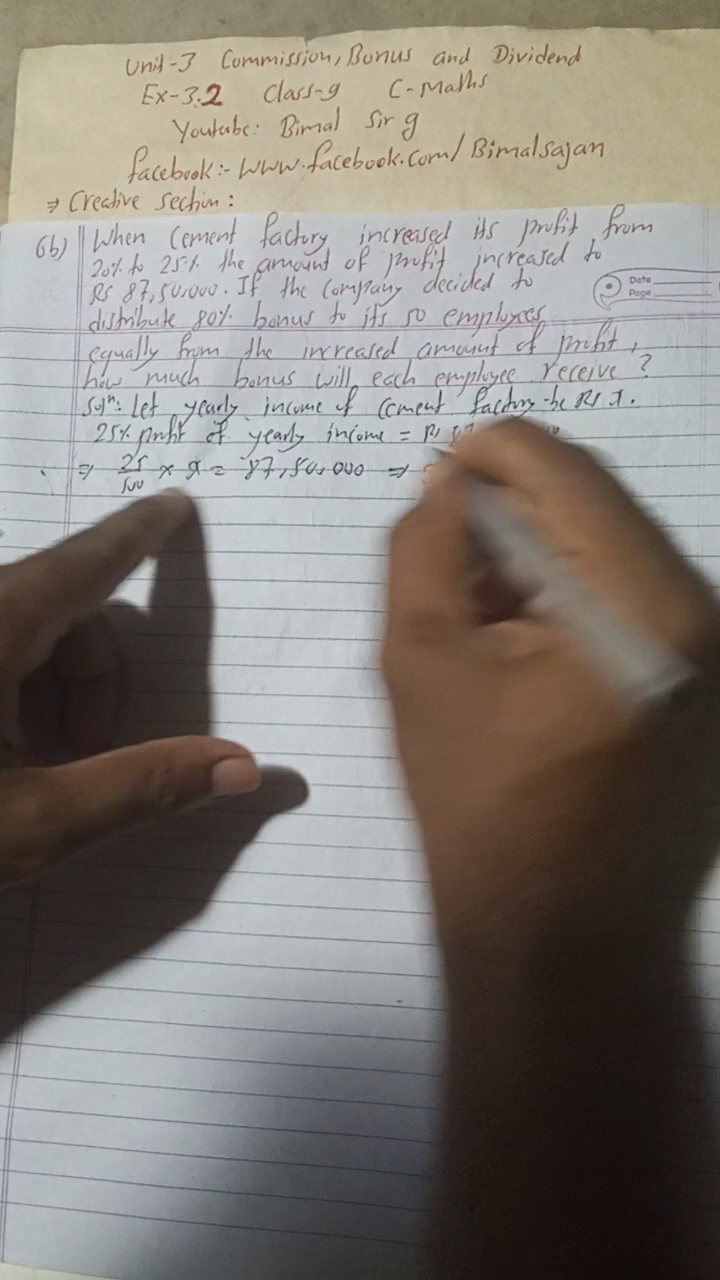 Unit-3 Commission, Bonus and Dividend
Ex-3.2 Class-9 C-Maths
Youtube: Bimal Sir g
facebook:- www.facebook.com/Bimalsajan
⇒ Creative section:
6b) When Cement factory increased its profit from
20% to 25% the amount of profit increased to
Rs 87,50,000. If the company decided to
Date
Page
distribute 80% bonus to its 50 employees
equally from the increased amount of profit,
how much bonus will each employee receive?
Solⁿ: Let yearly income of Cement factory be Rs x.
25% profit of yearly income = Rs
⇒ 25/100 × x = 87,50,000 ⇒